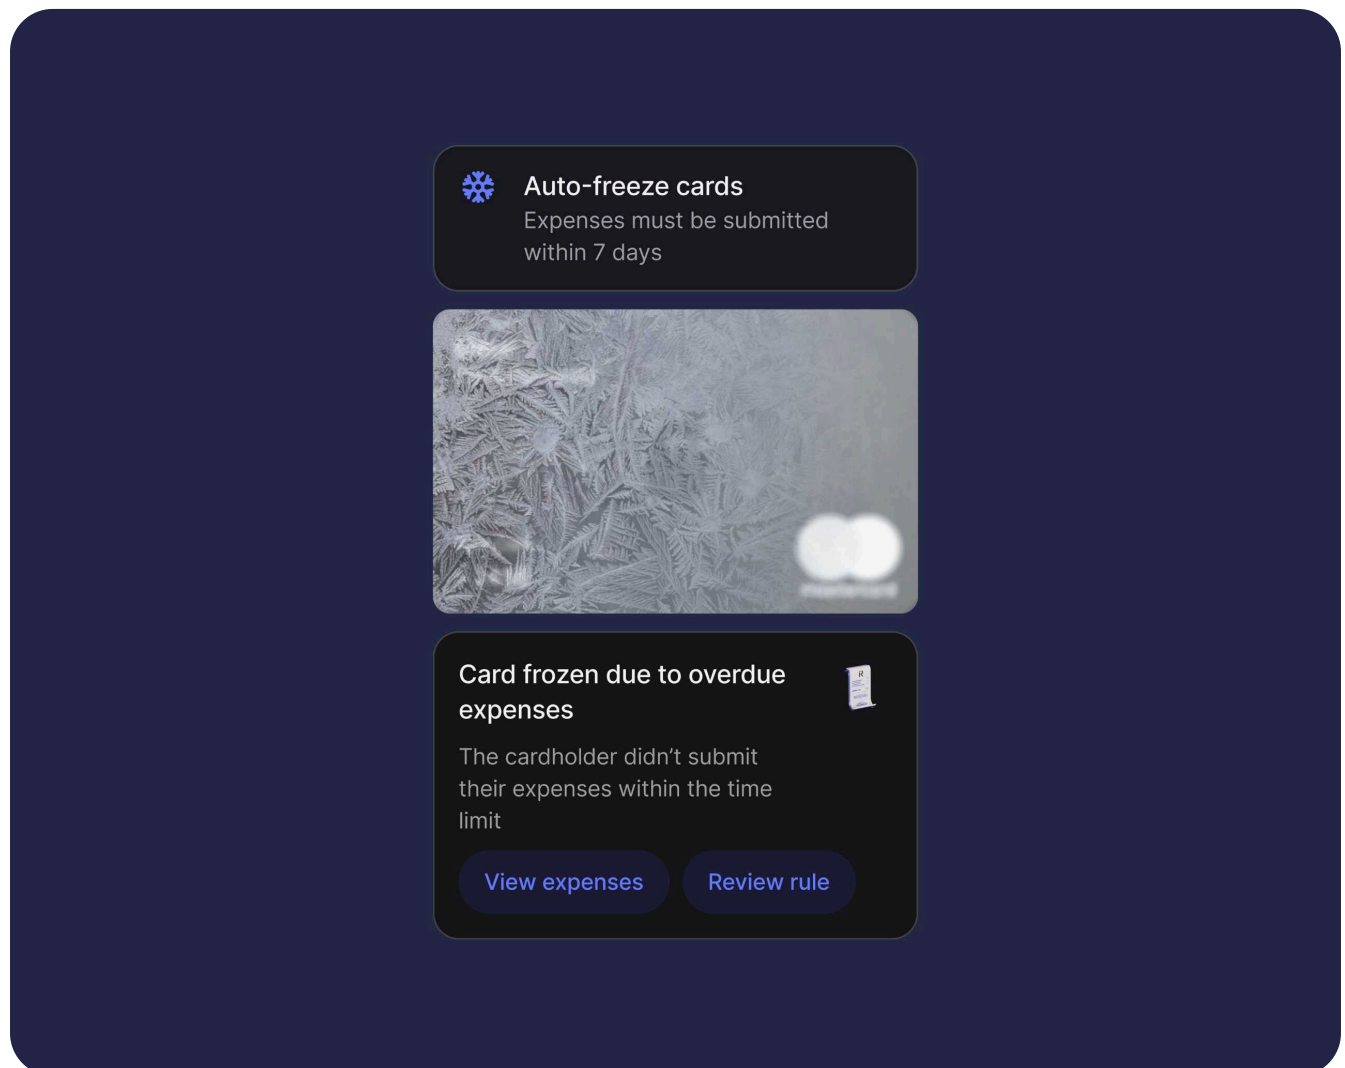 Auto-freeze cards
Expenses must be submitted
within 7 days
mastercard
Card frozen due to overdue
expenses
R
The cardholder didn’t submit
their expenses within the time
limit
View expenses
Review rule